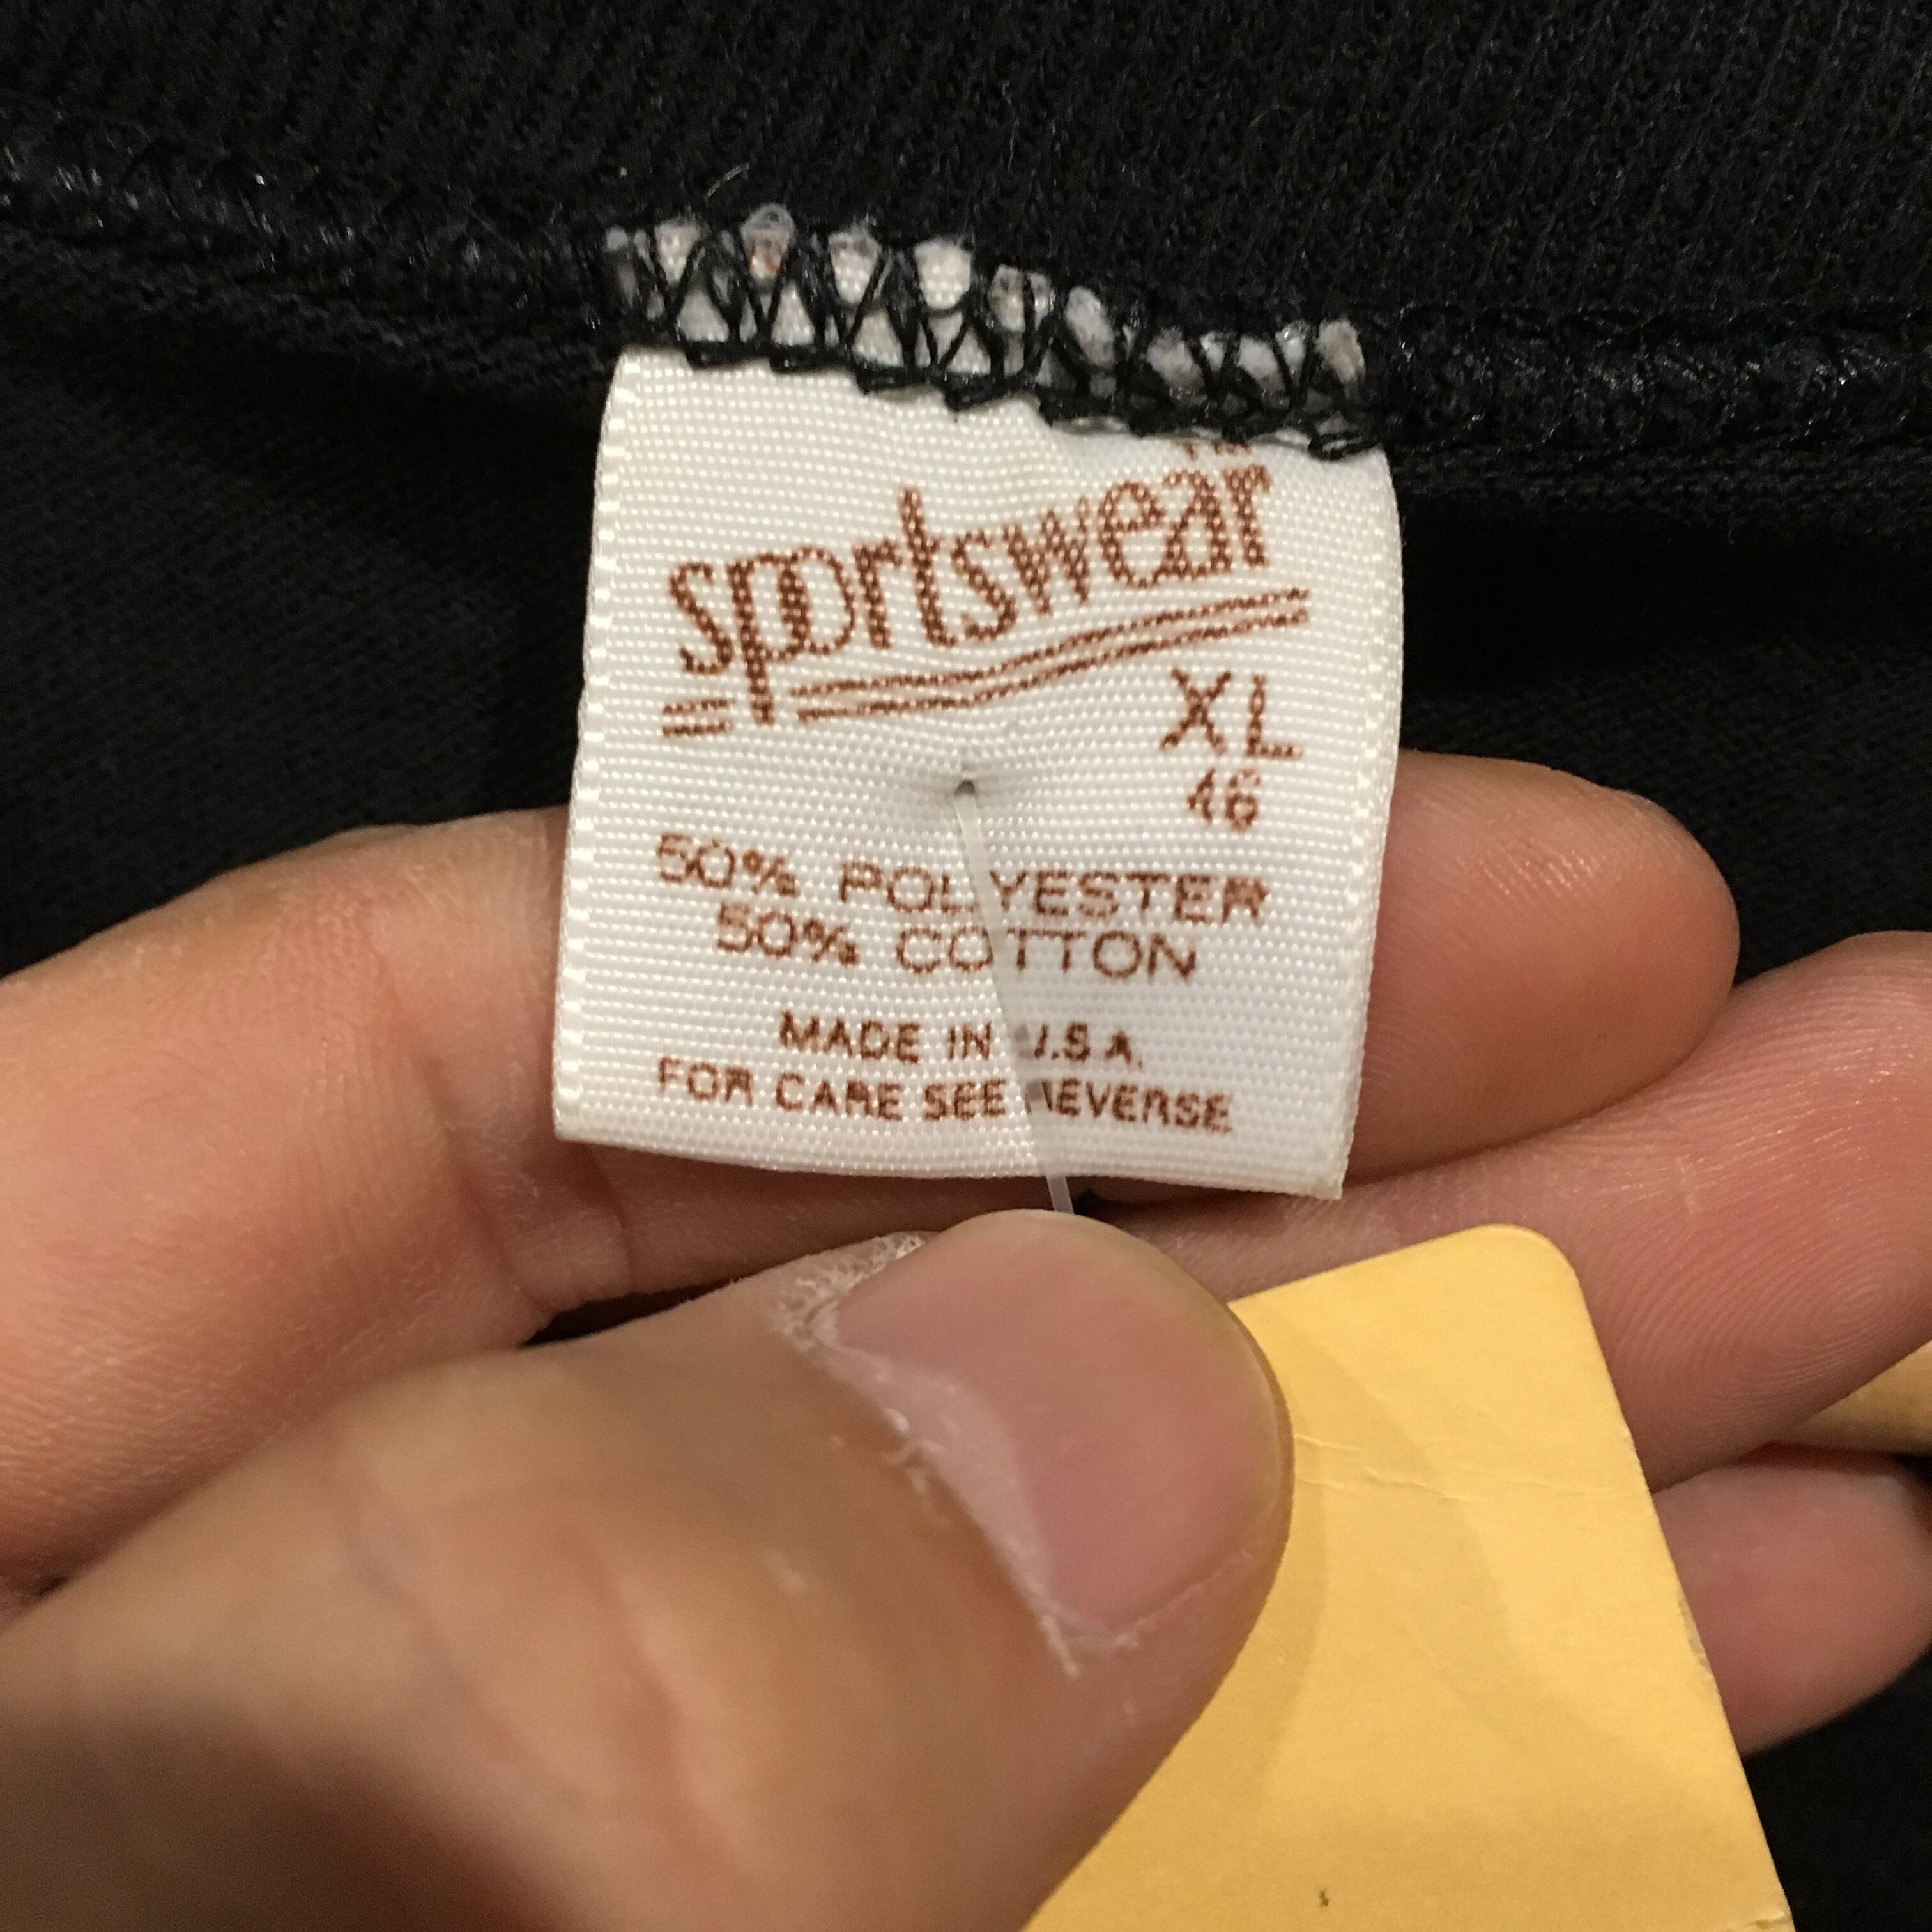 sportswear
XL
46
50% POLYESTER
50% COTTON
MADE IN U.S.A.
FOR CARE SEE REVERSE